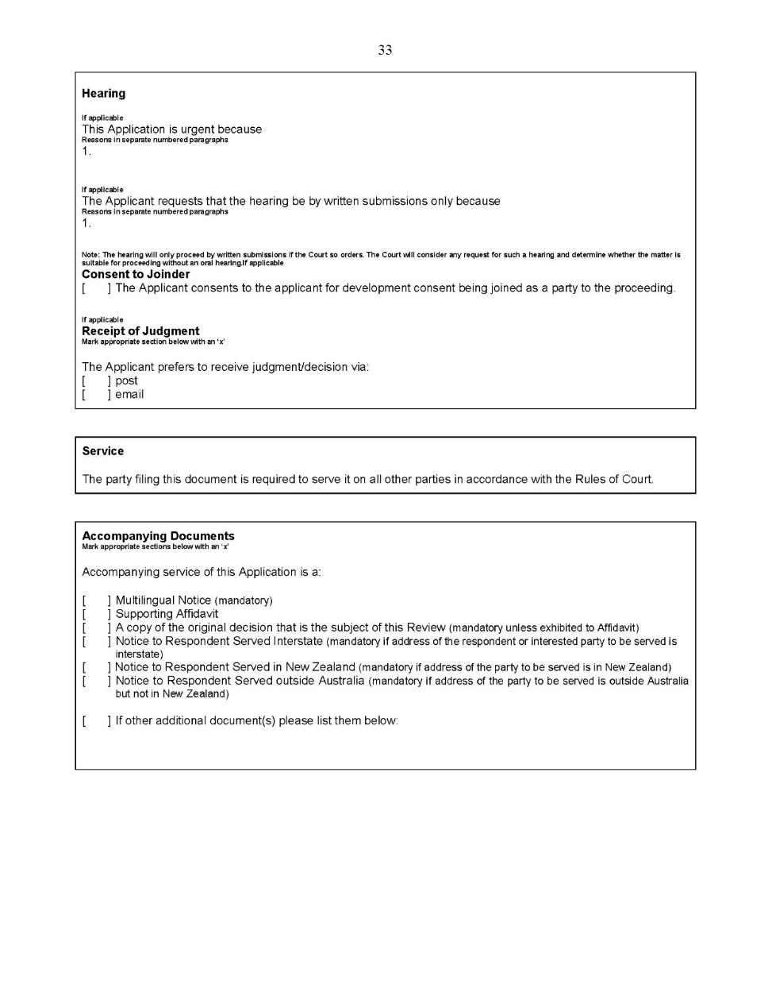 33
Hearing
If applicable
This Application is urgent because
Reasons in separate numbered paragraphs
1.
If applicable
The Applicant requests that the hearing be by written submissions only because
Reasons in separate numbered paragraphs
1.
Note: The hearing will only proceed by written submissions if the Court so orders. The Court will consider any request for such a hearing and determine whether the matter is
suitable for proceeding without an oral hearing.If applicable
Consent to Joinder
[ ] The Applicant consents to the applicant for development consent being joined as a party to the proceeding.
If applicable
Receipt of Judgment
Mark appropriate section below with an ‘x’
The Applicant prefers to receive judgment/decision via:
[ ] post
[ ] email
Service
The party filing this document is required to serve it on all other parties in accordance with the Rules of Court.
Accompanying Documents
Mark appropriate sections below with an ‘x’
Accompanying service of this Application is a:
[ ] Multilingual Notice (mandatory)
[ ] Supporting Affidavit
[ ] A copy of the original decision that is the subject of this Review (mandatory unless exhibited to Affidavit)
[ ] Notice to Respondent Served Interstate (mandatory if address of the respondent or interested party to be served is
interstate)
[ ] Notice to Respondent Served in New Zealand (mandatory if address of the party to be served is in New Zealand)
[ ] Notice to Respondent Served outside Australia (mandatory if address of the party to be served is outside Australia
but not in New Zealand)
[ ] If other additional document(s) please list them below: